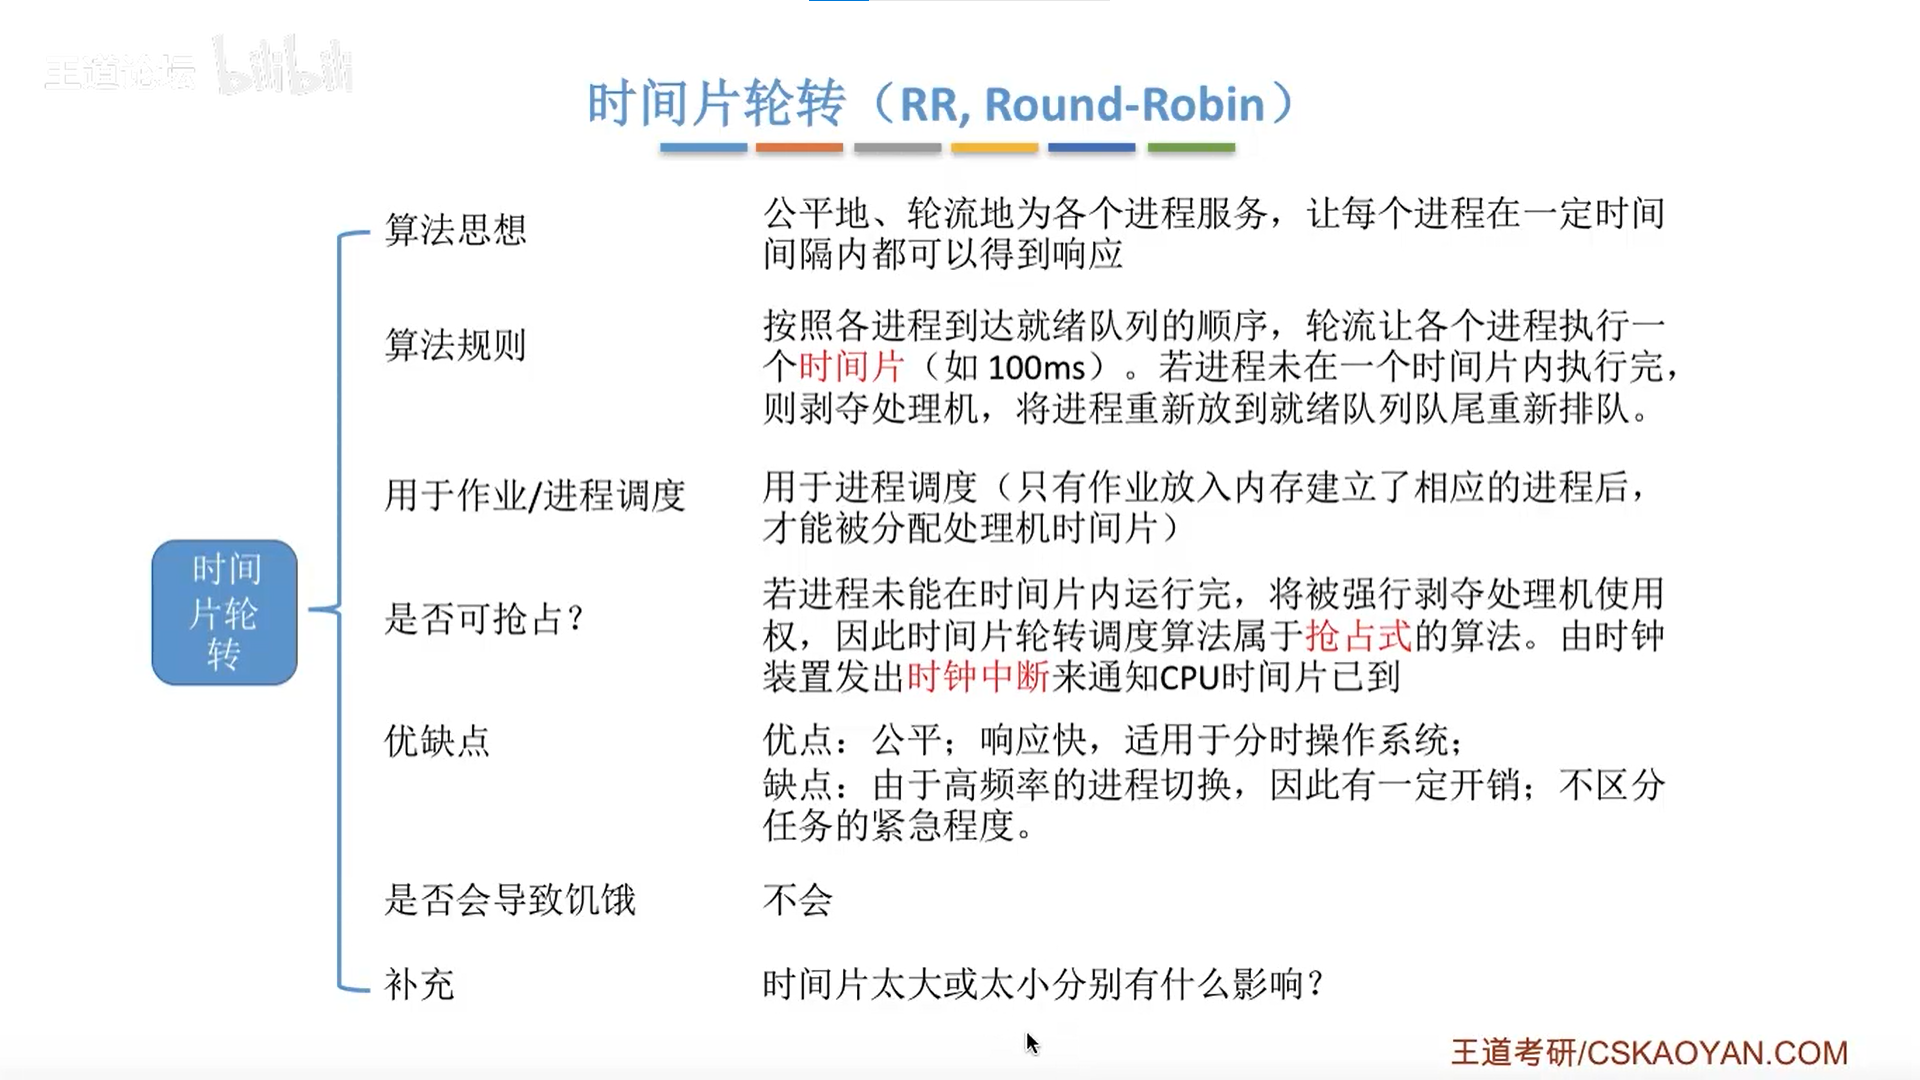 王道论坛 bilibili
时间片轮转（RR, Round-Robin）
算法思想
公平地、轮流地为各个进程服务，让每个进程在一定时间
间隔内都可以得到响应
算法规则
按照各进程到达就绪队列的顺序，轮流让各个进程执行一
个时间片（如 100ms）。若进程未在一个时间片内执行完，
则剥夺处理机，将进程重新放到就绪队列队尾重新排队。
用于作业/进程调度
用于进程调度（只有作业放入内存建立了相应的进程后，
才能被分配处理机时间片）
时间
片轮
转
是否可抢占？
若进程未能在时间片内运行完，将被强行剥夺处理机使用
权，因此时间片轮转调度算法属于抢占式的算法。由时钟
装置发出时钟中断来通知CPU时间片已到
优缺点
优点：公平；响应快，适用于分时操作系统；
缺点：由于高频率的进程切换，因此有一定开销；不区分
任务的紧急程度。
是否会导致饥饿
不会
补充
时间片太大或太小分别有什么影响？
王道考研/CSKAOYAN.COM